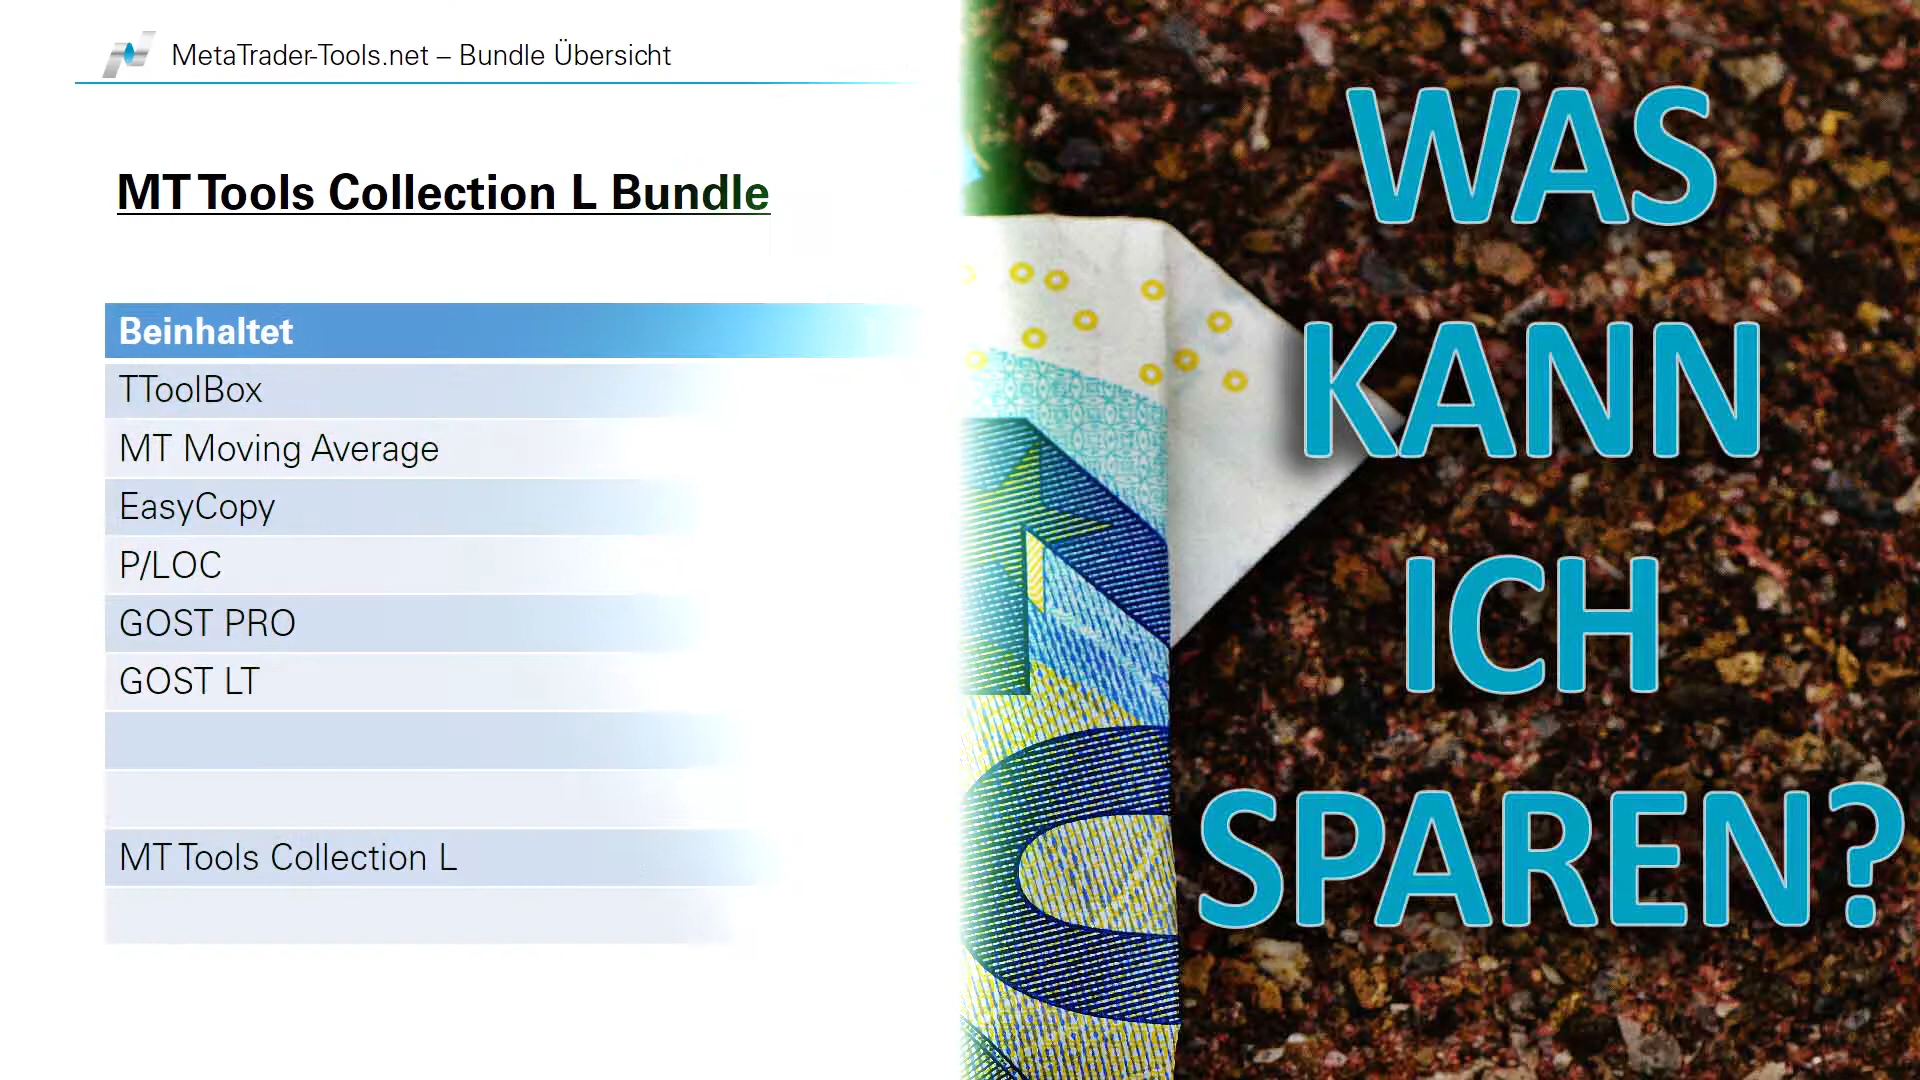 MetaTrader-Tools.net – Bundle Übersicht
MT Tools Collection L Bundle
Beinhaltet
TToolBox
MT Moving Average
EasyCopy
P/LOC
GOST PRO
GOST LT
MT Tools Collection L
WAS
KANN
ICH
SPAREN?